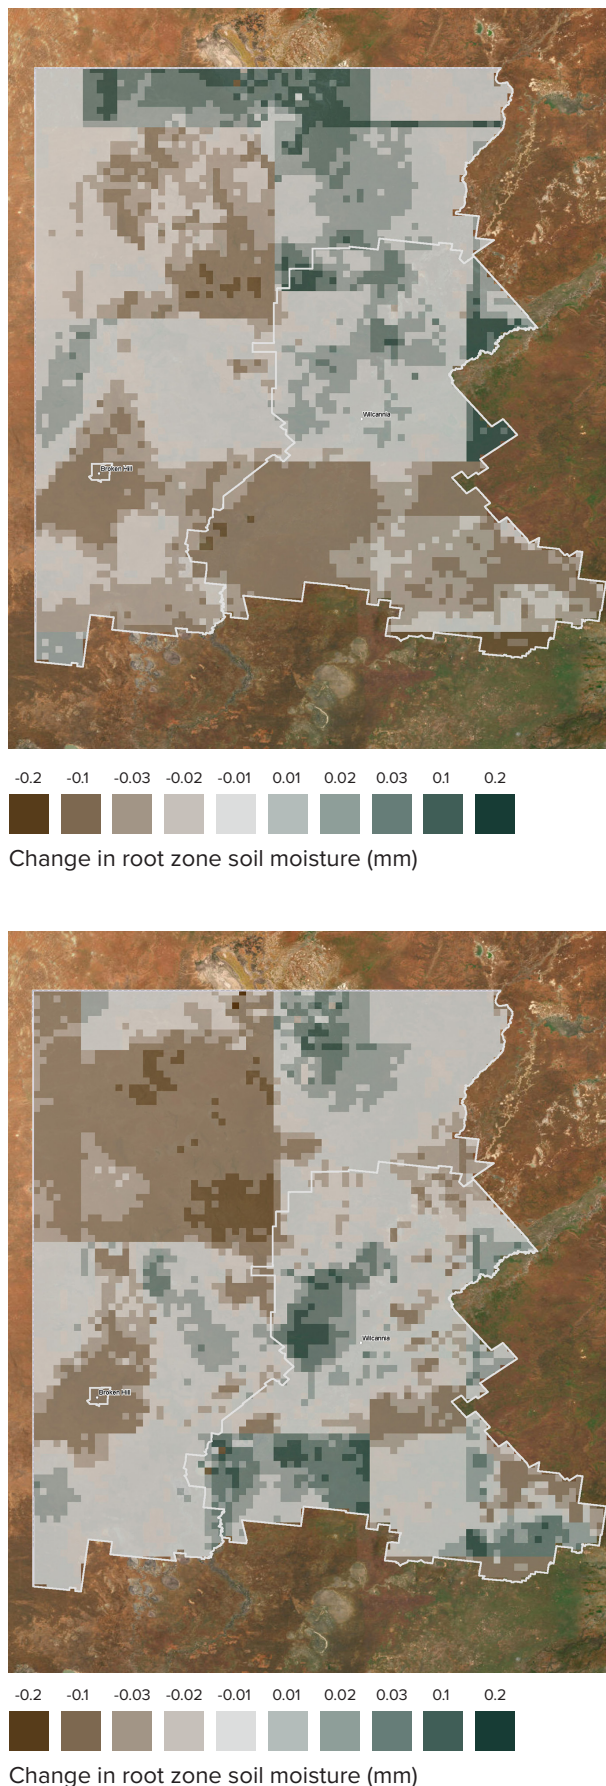 Wilcannia
Broken Hill
-0.2 -0.1 -0.03 -0.02 -0.01 0.01 0.02 0.03 0.1 0.2
Change in root zone soil moisture (mm)
Wilcannia
Broken Hill
-0.2 -0.1 -0.03 -0.02 -0.01 0.01 0.02 0.03 0.1 0.2
Change in root zone soil moisture (mm)